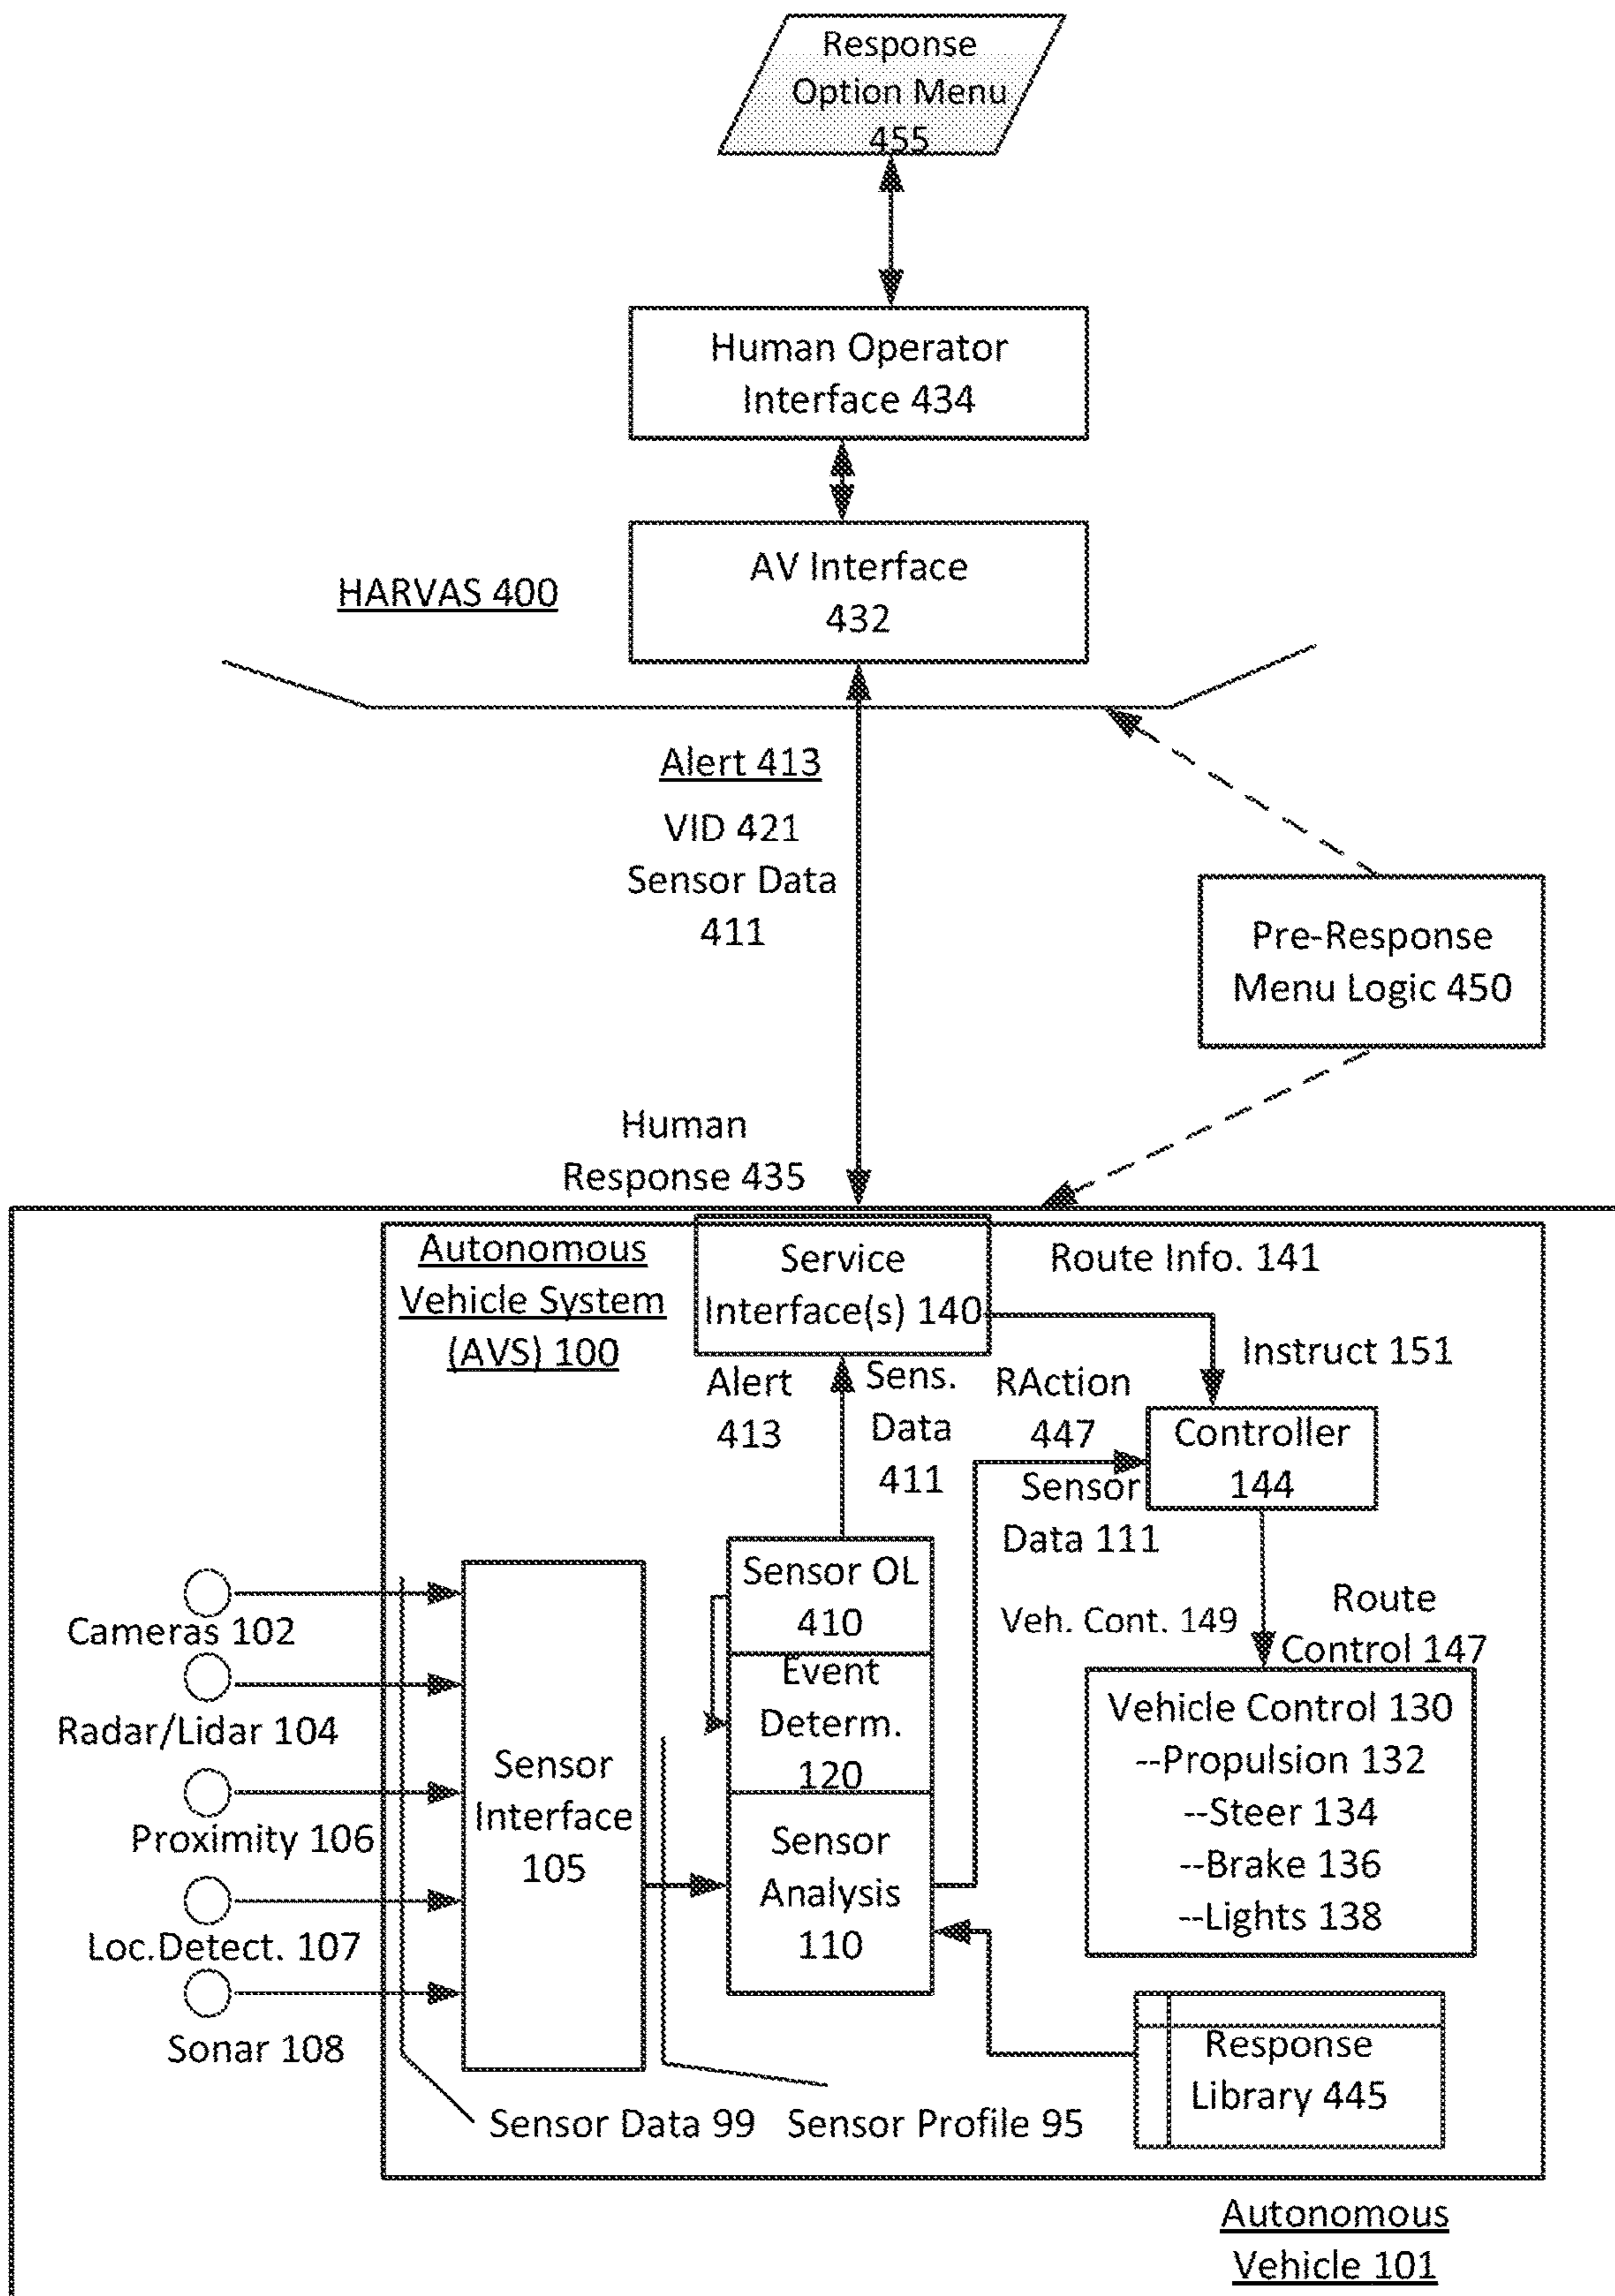 Response
Option Menu
455
Human Operator
Interface 434
AV Interface
432
HARVAS 400
Alert 413
VID 421
Sensor Data
411
Pre-Response
Menu Logic 450
Human
Response 435
Autonomous
Vehicle System
(AVS) 100
Service
Interface(s) 140
Route Info. 141
Instruct 151
Alert
413
Sens.
Data
411
RAction
447
Sensor
Data 111
Controller
144
Sensor OL
410
Event
Determ.
120
Sensor
Analysis
110
Veh. Cont. 149
Route
Control 147
Vehicle Control 130
--Propulsion 132
--Steer 134
--Brake 136
--Lights 138
Cameras 102
Radar/Lidar 104
Proximity 106
Loc.Detect. 107
Sonar 108
Sensor
Interface
105
Response
Library 445
Sensor Data 99
Sensor Profile 95
Autonomous
Vehicle 101